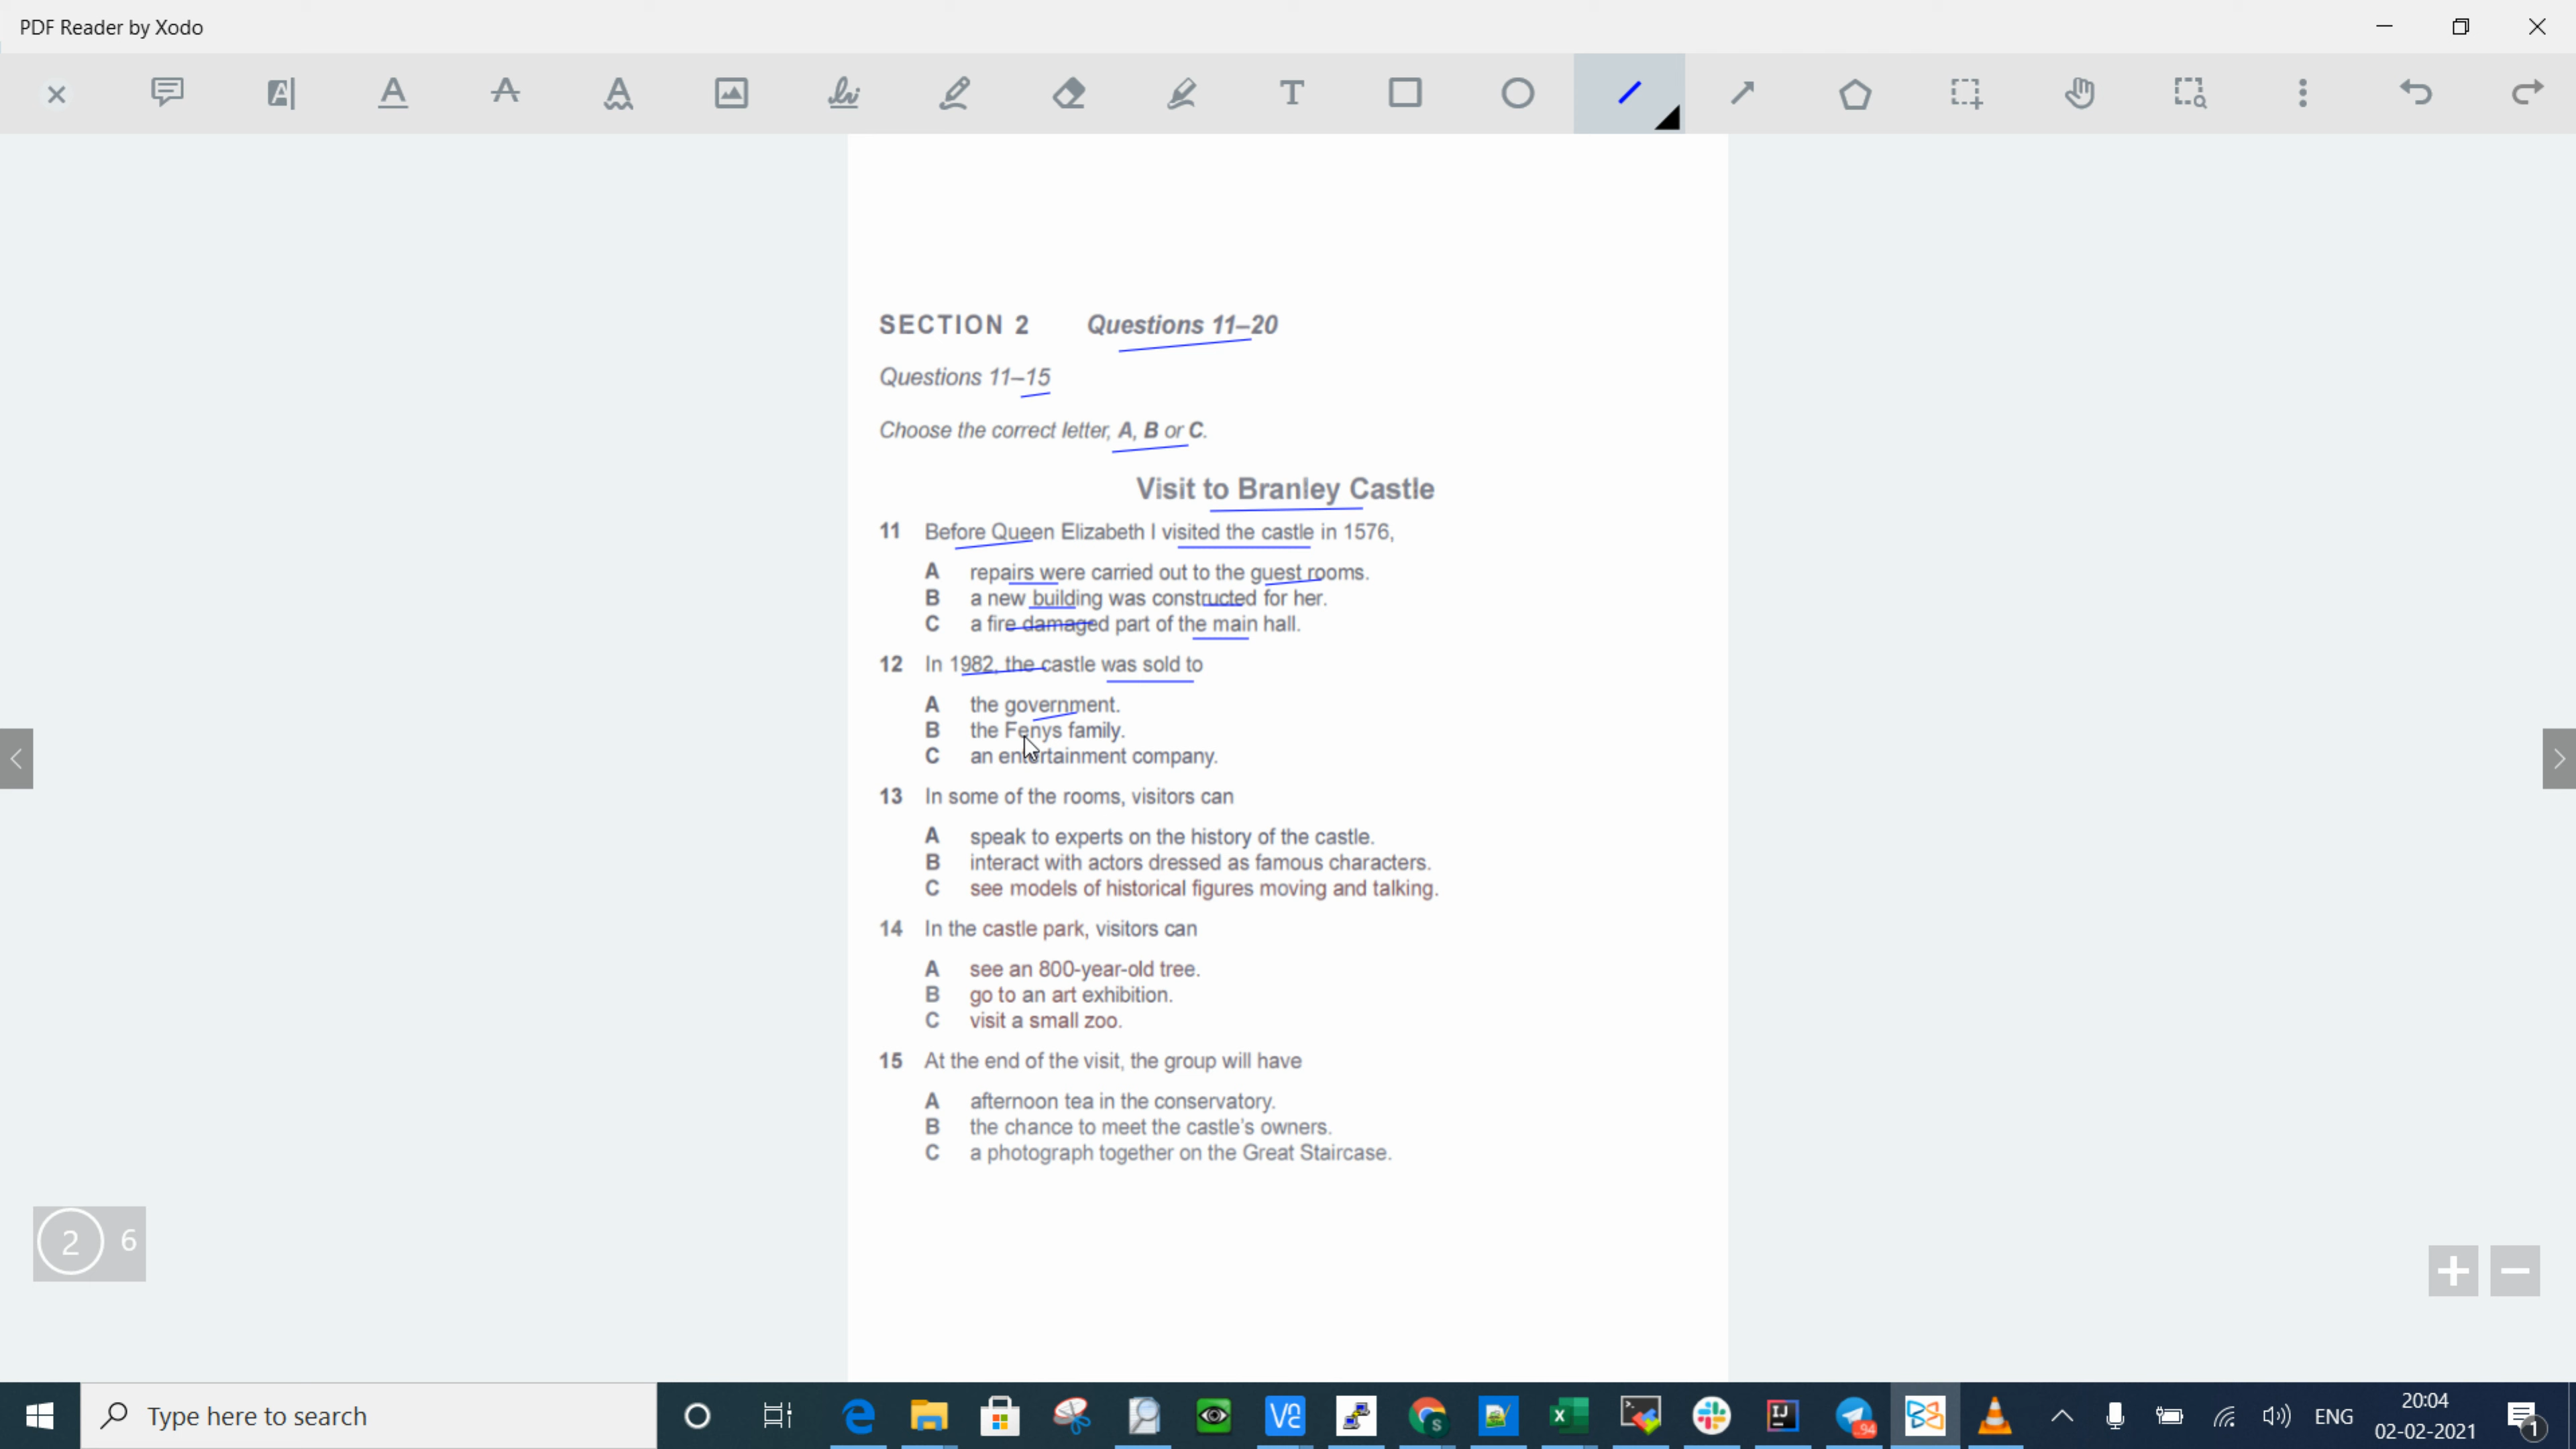 PDF Reader by Xodo
SECTION 2 Questions 11–20
Questions 11–15
Choose the correct letter, A, B or C.
Visit to Branley Castle
11 Before Queen Elizabeth I visited the castle in 1576,
A repairs were carried out to the guest rooms.
B a new building was constructed for her.
C a fire damaged part of the main hall.
12 In 1982, the castle was sold to
A the government.
B the Fenys family.
C an entertainment company.
13 In some of the rooms, visitors can
A speak to experts on the history of the castle.
B interact with actors dressed as famous characters.
C see models of historical figures moving and talking.
14 In the castle park, visitors can
A see an 800-year-old tree.
B go to an art exhibition.
C visit a small zoo.
15 At the end of the visit, the group will have
A afternoon tea in the conservatory.
B the chance to meet the castle's owners.
C a photograph together on the Great Staircase.
2 6
Type here to search
94
ENG
20:04
02-02-2021
1